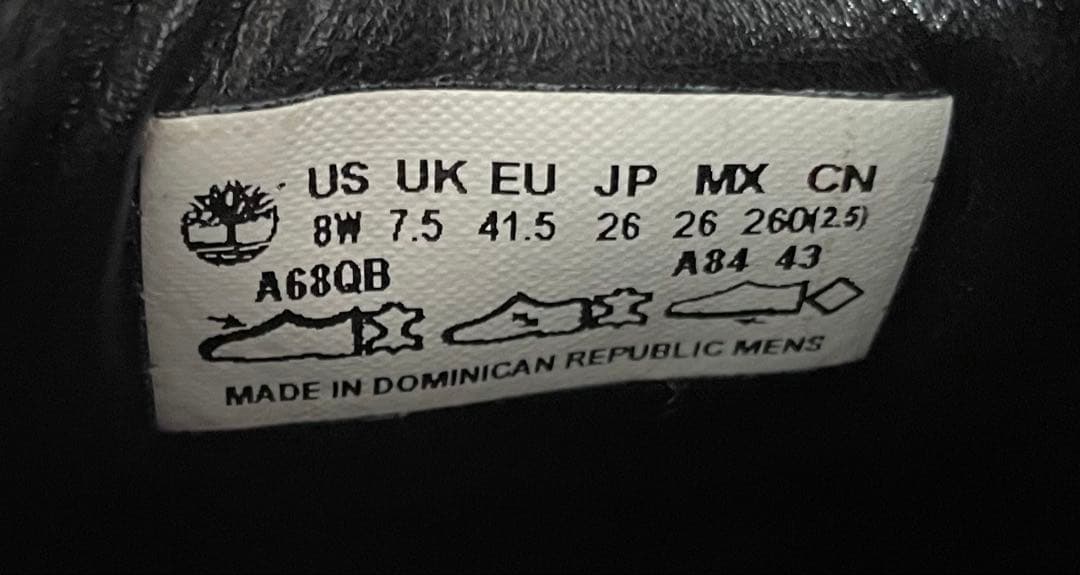 US UK EU JP MX CN
8W 7.5 41.5 26 26 260(2.5)
A68QB A84 43
MADE IN DOMINICAN REPUBLIC MENS